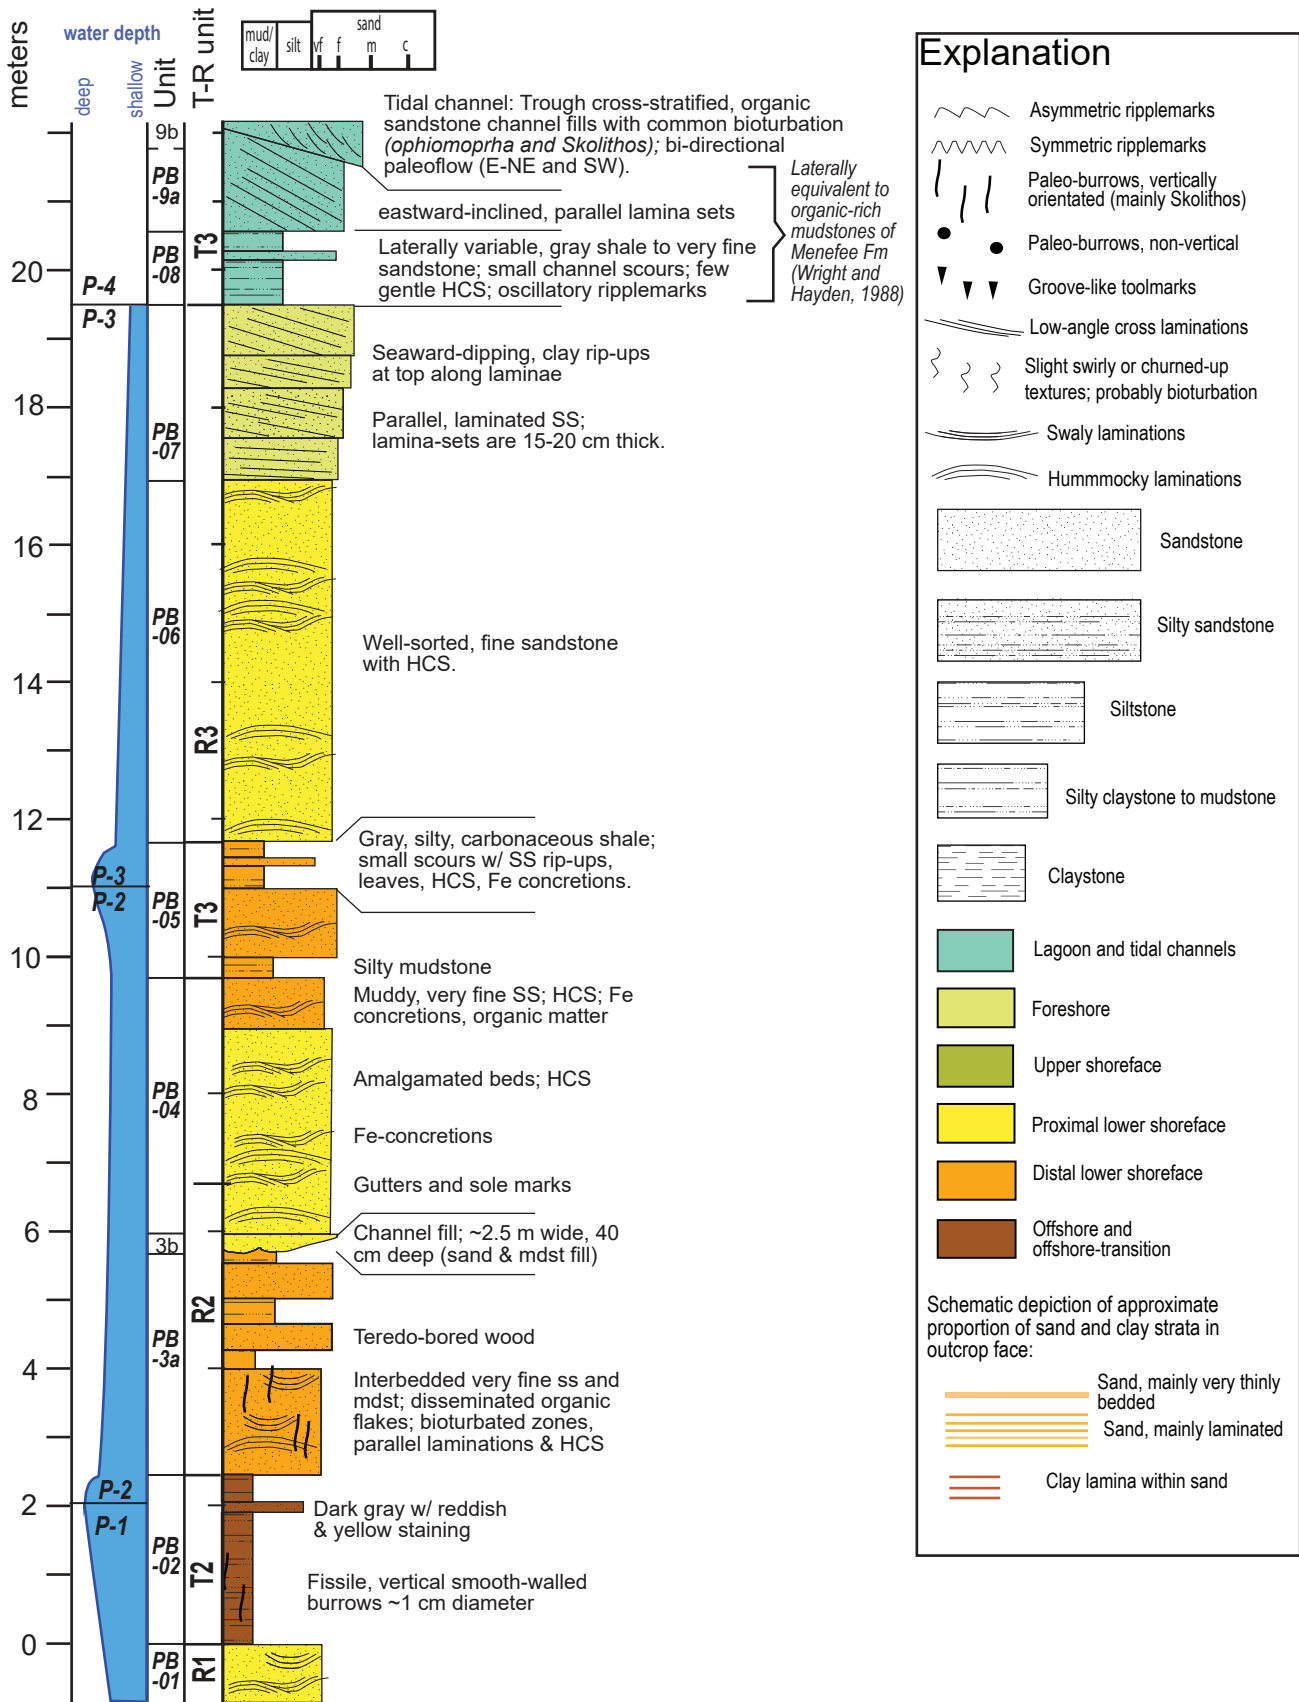 meters
water depth
deep
shallow
Unit
T-R unit
mud/
clay
silt
sand
vf
f
m
c
9b
PB
-9a
PB
-08
T3
20
P-4
P-3
18
PB
-07
16
PB
-06
14
R3
12
P-3
P-2
PB
-05
T3
10
8
PB
-04
6
3b
R2
PB
-3a
4
2
P-2
P-1
PB
-02
T2
0
PB
-01
R1
Tidal channel: Trough cross-stratified, organic
sandstone channel fills with common bioturbation
(ophiomoprha and Skolithos); bi-directional
paleoflow (E-NE and SW).
eastward-inclined, parallel lamina sets
Laterally variable, gray shale to very fine
sandstone; small channel scours; few
gentle HCS; oscillatory ripplemarks
Laterally
equivalent to
organic-rich
mudstones of
Menefee Fm
(Wright and
Hayden, 1988)
Seaward-dipping, clay rip-ups
at top along laminae
Parallel, laminated SS;
lamina-sets are 15-20 cm thick.
Well-sorted, fine sandstone
with HCS.
Gray, silty, carbonaceous shale;
small scours w/ SS rip-ups,
leaves, HCS, Fe concretions.
Silty mudstone
Muddy, very fine SS; HCS; Fe
concretions, organic matter
Amalgamated beds; HCS
Fe-concretions
Gutters and sole marks
Channel fill; ~2.5 m wide, 40
cm deep (sand & mdst fill)
Teredo-bored wood
Interbedded very fine ss and
mdst; disseminated organic
flakes; bioturbated zones,
parallel laminations & HCS
Dark gray w/ reddish
& yellow staining
Fissile, vertical smooth-walled
burrows ~1 cm diameter
Explanation
Asymmetric ripplemarks
Symmetric ripplemarks
Paleo-burrows, vertically
orientated (mainly Skolithos)
Paleo-burrows, non-vertical
Groove-like toolmarks
Low-angle cross laminations
Slight swirly or churned-up
textures; probably bioturbation
Swaly laminations
Hummmocky laminations
Sandstone
Silty sandstone
Siltstone
Silty claystone to mudstone
Claystone
Lagoon and tidal channels
Foreshore
Upper shoreface
Proximal lower shoreface
Distal lower shoreface
Offshore and
offshore-transition
Schematic depiction of approximate
proportion of sand and clay strata in
outcrop face:
Sand, mainly very thinly
bedded
Sand, mainly laminated
Clay lamina within sand